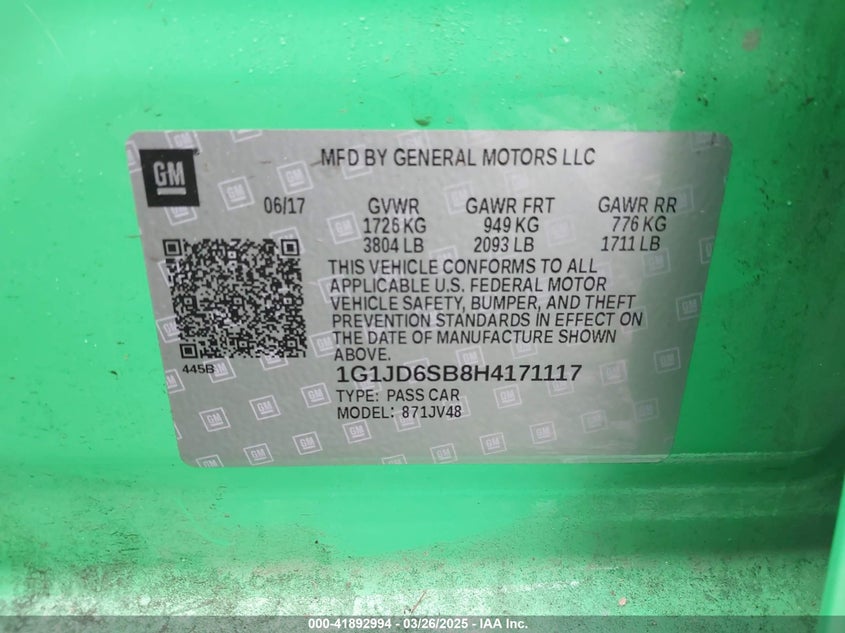 GM
MFD BY GENERAL MOTORS LLC
06/17 GVWR GAWR FRT GAWR RR
1726 KG 949 KG 776 KG
3804 LB 2093 LB 1711 LB
THIS VEHICLE CONFORMS TO ALL
APPLICABLE U.S. FEDERAL MOTOR
VEHICLE SAFETY, BUMPER, AND THEFT
PREVENTION STANDARDS IN EFFECT ON
THE DATE OF MANUFACTURE SHOWN
ABOVE.
445B
1G1JD6SB8H4171117
TYPE: PASS CAR
MODEL: 871JV48
000-41892994 - 03/26/2025 - IAA Inc.